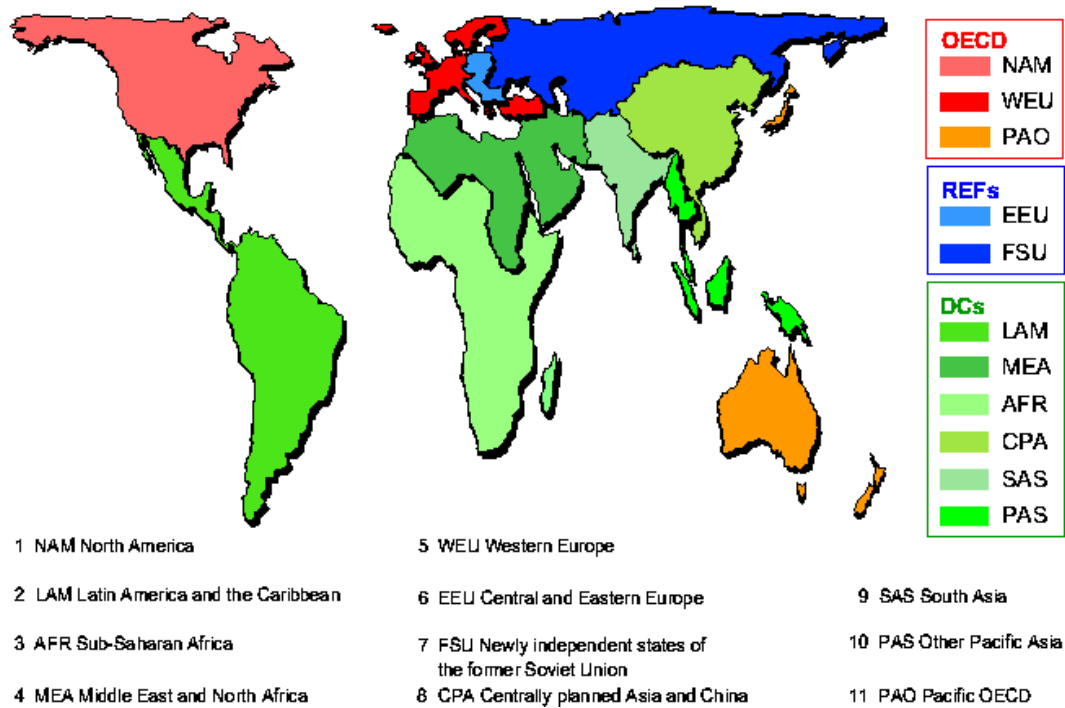 OECD
NAM
WEU
PAO
REFs
EEU
FSU
DCs
LAM
MEA
AFR
CPA
SAS
PAS
1 NAM North America
2 LAM Latin America and the Caribbean
3 AFR Sub-Saharan Africa
4 MEA Middle East and North Africa
5 WEU Western Europe
6 EEU Central and Eastern Europe
7 FSU Newly independent states of
the former Soviet Union
8 CPA Centrally planned Asia and China
9 SAS South Asia
10 PAS Other Pacific Asia
11 PAO Pacific OECD